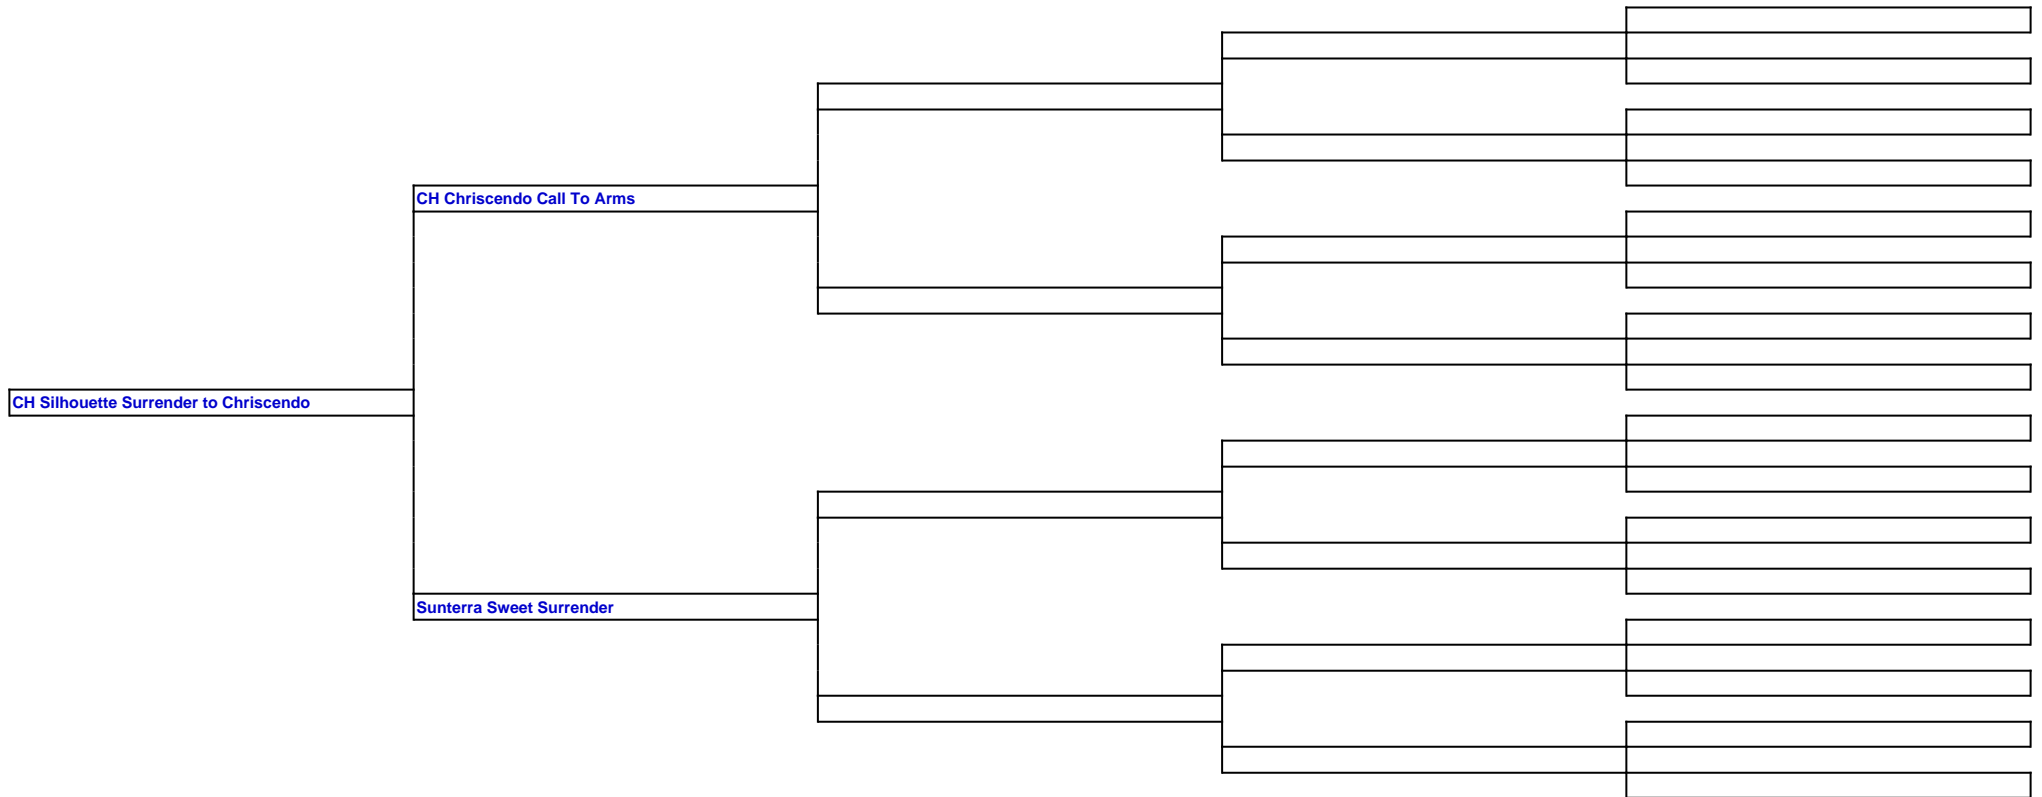 CH Chriscendo Call To Arms
CH Silhouette Surrender to Chriscendo
Sunterra Sweet Surrender